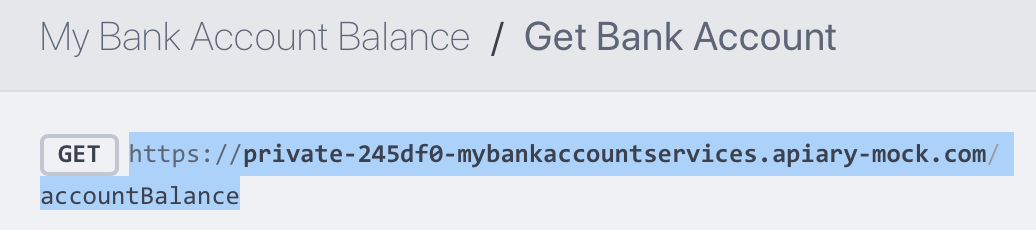 My Bank Account Balance / Get Bank Account
GET https://private-245df0-mybankaccountservices.apiary-mock.com/
accountBalance